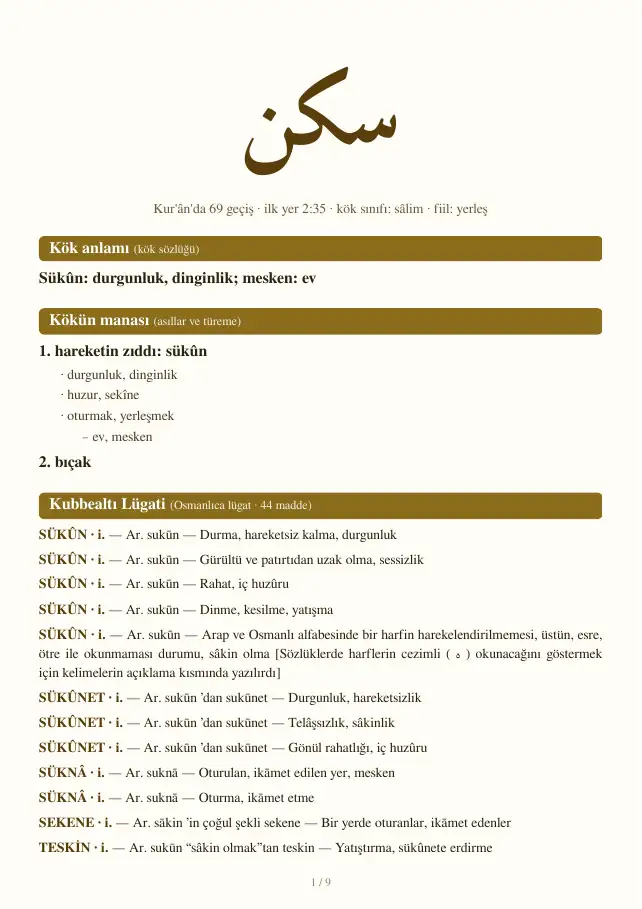 سكن
Kur'ân'da 69 geçiş · ilk yer 2:35 · kök sınıfı: sâlim · fiil: yerleş
Kök anlamı (kök sözlüğü)
Sükûn: durgunluk, dinginlik; mesken: ev
Kökün manası (asıllar ve türeme)
1. hareketin zıddı: sükûn
· durgunluk, dinginlik
· huzur, sekîne
· oturmak, yerleşmek
– ev, mesken
2. bıçak
Kubbealtı Lügati (Osmanlıca lügat · 44 madde)
SÜKÛN · i. — Ar. sukūn — Durma, hareketsiz kalma, durgunluk
SÜKÛN · i. — Ar. sukūn — Gürültü ve patırtıdan uzak olma, sessizlik
SÜKÛN · i. — Ar. sukūn — Rahat, iç huzûru
SÜKÛN · i. — Ar. sukūn — Dinme, kesilme, yatışma
SÜKÛN · i. — Ar. sukūn — Arap ve Osmanlı alfabesinde bir harfin harekelendirilmemesi, üstün, esre,
ötre ile okunmaması durumu, sâkin olma [Sözlüklerde harflerin cezimli ( ﻩ ) okunacağını göstermek
için kelimelerin açıklama kısmında yazılırdı]
SÜKÛNET · i. — Ar. sukūn ’dan sukūnet — Durgunluk, hareketsizlik
SÜKÛNET · i. — Ar. sukūn ’dan sukūnet — Telâşsızlık, sâkinlik
SÜKÛNET · i. — Ar. sukūn ’dan sukūnet — Gönül rahatlığı, iç huzûru
SÜKNÂ · i. — Ar. suknā — Oturulan, ikāmet edilen yer, mesken
SÜKNÂ · i. — Ar. suknā — Oturma, ikāmet etme
SEKENE · i. — Ar. sākin ’in çoğul şekli sekene — Bir yerde oturanlar, ikāmet edenler
TESKİN · i. — Ar. sukūn “sâkin olmak”tan teskіn — Yatıştırma, sükûnete erdirme
1 / 9